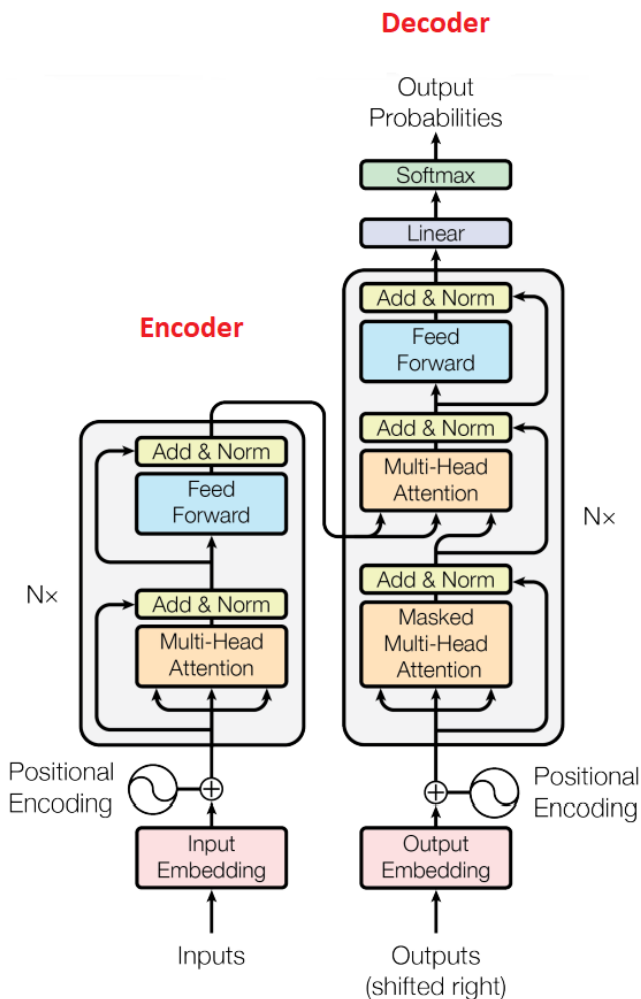 Decoder
Output
Probabilities
Softmax
Linear
Add & Norm
Feed
Forward
Add & Norm
Multi-Head
Attention
Nx
Add & Norm
Masked
Multi-Head
Attention
Positional
Encoding
Output
Embedding
Outputs
(shifted right)
Encoder
Add & Norm
Feed
Forward
Nx
Add & Norm
Multi-Head
Attention
Positional
Encoding
Input
Embedding
Inputs